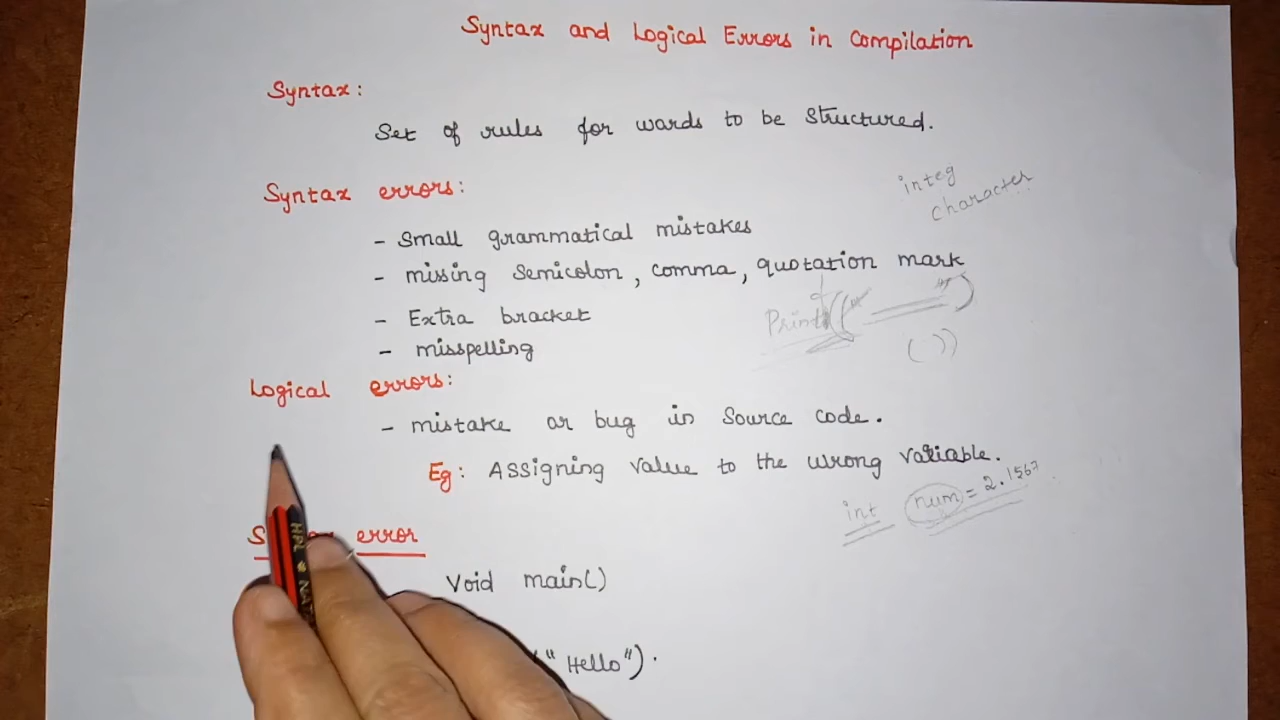 Syntax and Logical Errors in Compilation
Syntax:
Set of rules for words to be structured.
Syntax errors:
integ
character
- Small grammatical mistakes
- missing Semicolon, comma, quotation mark
- Extra bracket
Printf("
")
())
- misspelling
Logical errors:
- mistake or bug in Source code.
Eg: Assigning value to the wrong variable.
int num = 2.1567
error
Void main()
("Hello").